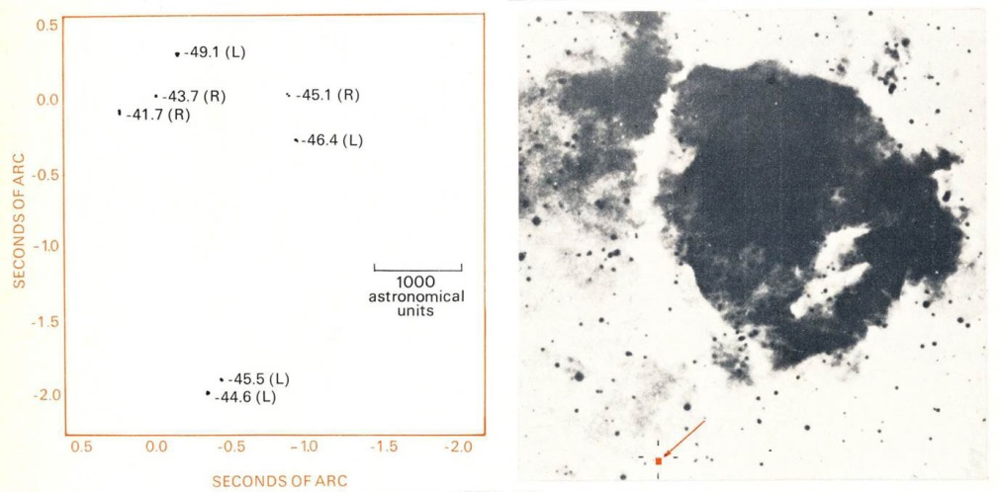 0.5
0.0
-0.5
-1.0
-1.5
-2.0
SECONDS OF ARC
-49.1 (L)
-43.7 (R)
-41.7 (R)
-45.1 (R)
-46.4 (L)
1000
astronomical
units
-45.5 (L)
-44.6 (L)
0.5
0.0
-0.5
-1.0
-1.5
-2.0
SECONDS OF ARC